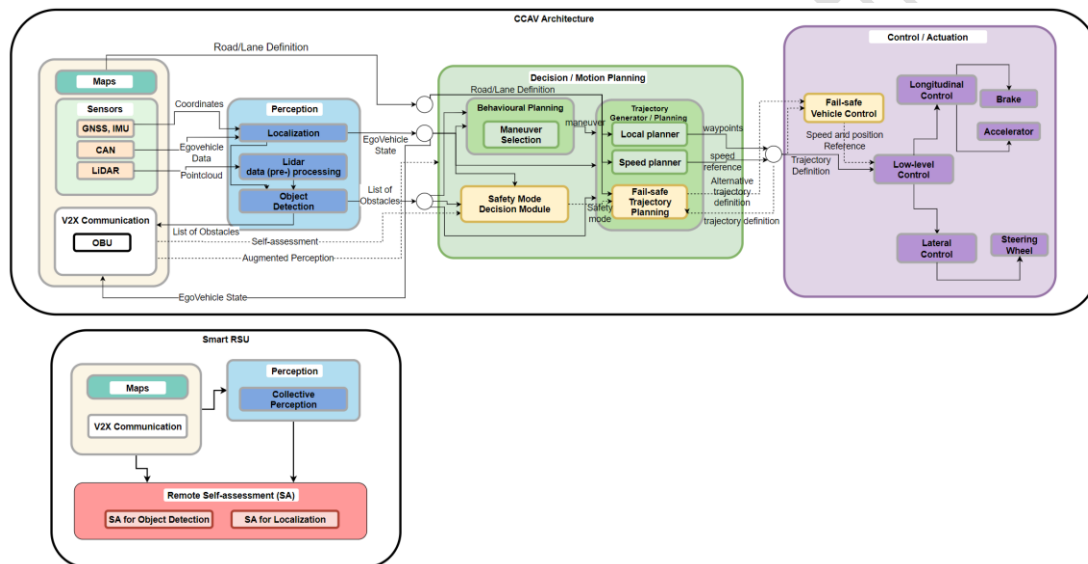 CCAV Architecture
Road/Lane Definition
Maps
Sensors
GNSS, IMU
CAN
LiDAR
Coordinates
Egovehicle
Data
Pointcloud
V2X Communication
OBU
List of Obstacles
Self-assessment
Augmented Perception
EgoVehicle State
Perception
Localization
Lidar
data (pre-) processing
Object
Detection
EgoVehicle
State
List of
Obstacles
Decision / Motion Planning
Road/Lane Definition
Behavioural Planning
Maneuver
Selection
maneuver
Safety Mode
Decision Module
Safety
mode
Trajectory
Generator / Planning
Local planner
Speed planner
Fail-safe
Trajectory
Planning
waypoints
speed
reference
Alternative
trajectory
definition
trajectory definition
Trajectory
Definition
Control / Actuation
Fail-safe
Vehicle Control
Speed and position
Reference
Low-level
Control
Longitudinal
Control
Brake
Accelerator
Lateral
Control
Steering
Wheel
Smart RSU
Maps
V2X Communication
Perception
Collective
Perception
Remote Self-assessment (SA)
SA for Object Detection
SA for Localization